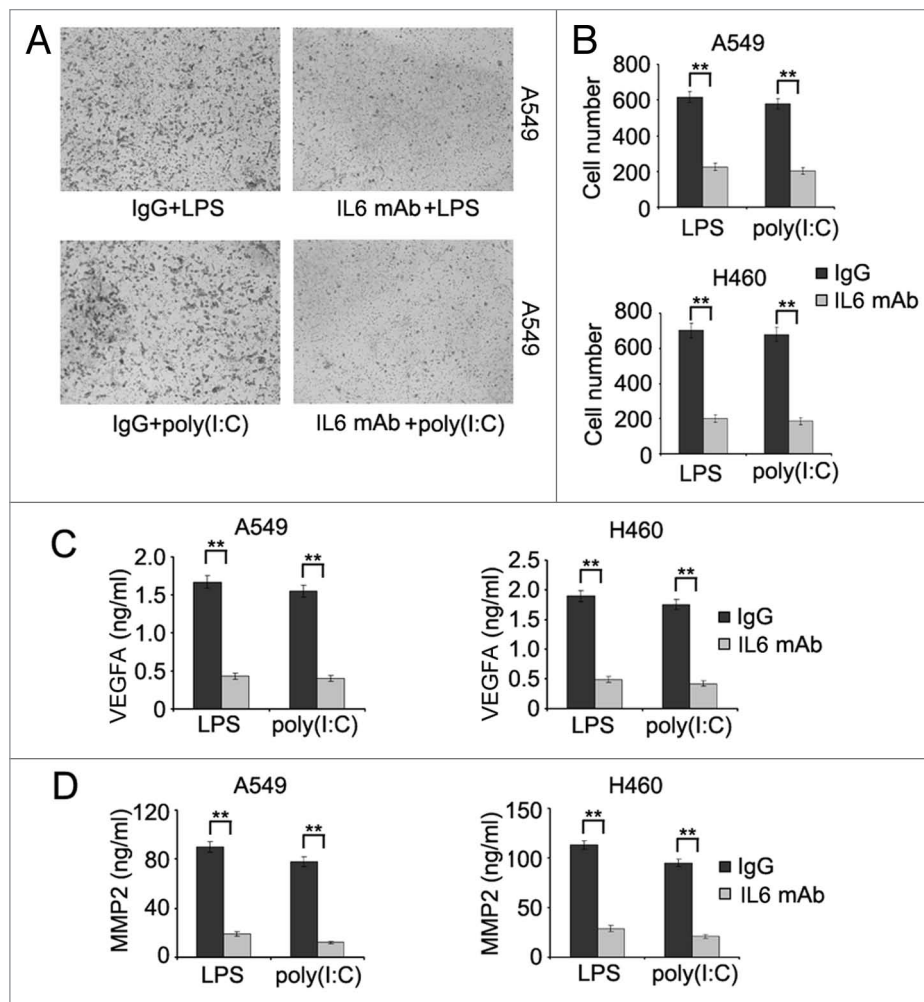 A
A549
IgG+LPS
IL6 mAb+LPS
A549
IgG+poly(I:C)
IL6 mAb+poly(I:C)
B
A549
Cell number
800
600
400
200
0
**
**
LPS
poly(I:C)
H460
IgG
IL6 mAb
Cell number
800
600
400
200
0
**
**
LPS
poly(I:C)
C
A549
VEGFA (ng/ml)
2.0
1.5
1.0
0.5
0
**
**
LPS
poly(I:C)
H460
VEGFA (ng/ml)
2.5
2.0
1.5
1.0
0.5
0
**
**
LPS
poly(I:C)
IgG
IL6 mAb
D
A549
MMP2 (ng/ml)
120
80
40
0
**
**
LPS
poly(I:C)
H460
MMP2 (ng/ml)
150
100
50
0
**
**
LPS
poly(I:C)
IgG
IL6 mAb